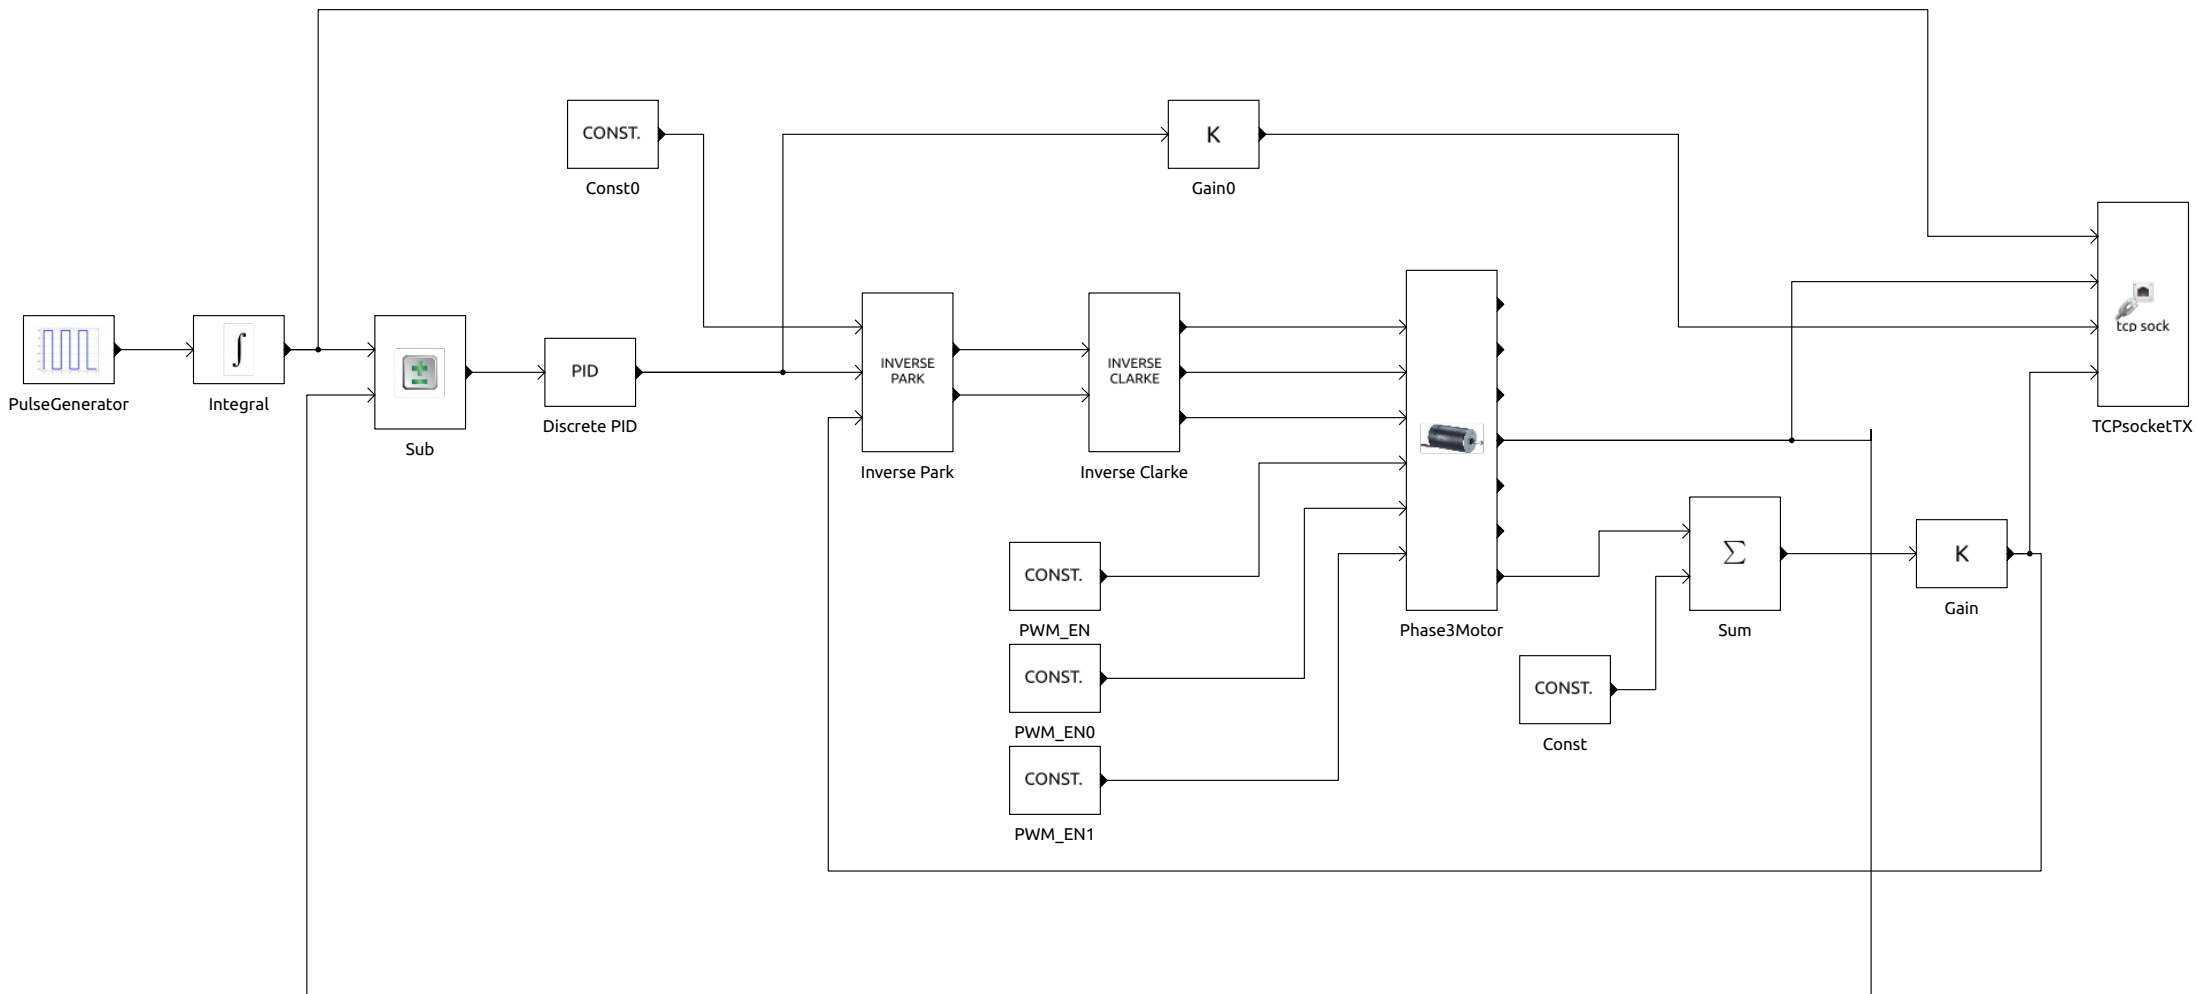 CONST.
Const0
K
Gain0
tcp sock
TCPsocketTX
PulseGenerator
∫
Integral
±
Sub
PID
Discrete PID
INVERSE
PARK
Inverse Park
INVERSE
CLARKE
Inverse Clarke
Phase3Motor
CONST.
PWM_EN
CONST.
PWM_EN0
CONST.
PWM_EN1
Σ
Sum
K
Gain
CONST.
Const